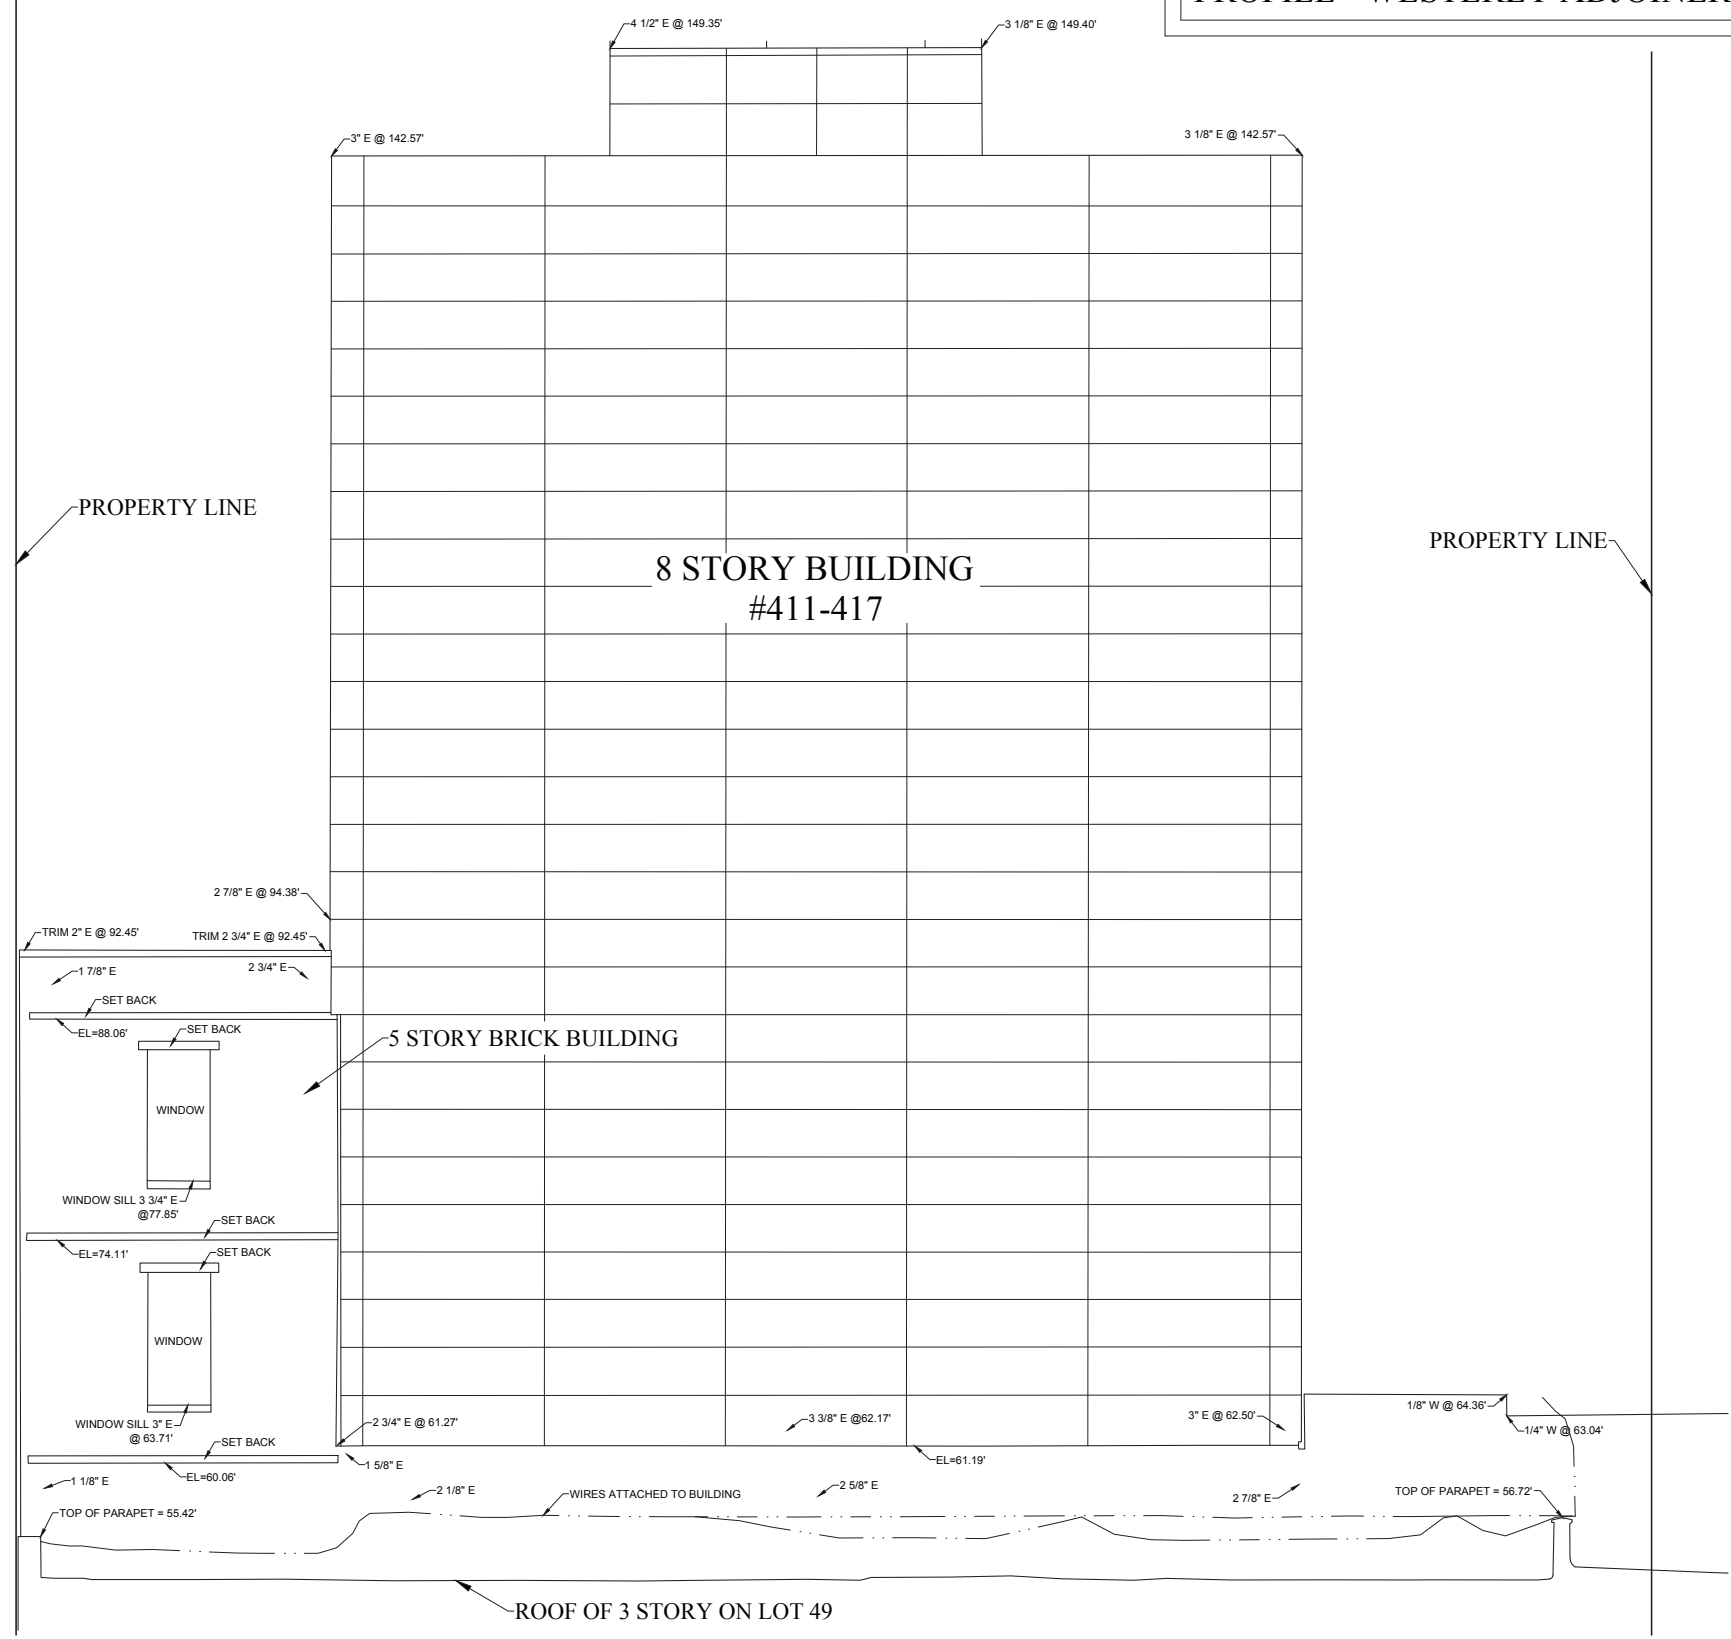 PROFILE - WESTERLY ADJOINER
4 1/2" E @ 149.35'
3 1/8" E @ 149.40'
3" E @ 142.57'
3 1/8" E @ 142.57'
PROPERTY LINE
PROPERTY LINE
8 STORY BUILDING
#411-417
2 7/8" E @ 94.38'
TRIM 2" E @ 92.45'
TRIM 2 3/4" E @ 92.45'
1 7/8" E
2 3/4" E
SET BACK
EL=88.06'
SET BACK
5 STORY BRICK BUILDING
WINDOW
WINDOW SILL 3 3/4" E
@77.85'
SET BACK
EL=74.11'
SET BACK
WINDOW
WINDOW SILL 3" E
@ 63.71'
SET BACK
EL=60.06'
2 3/4" E @ 61.27'
3 3/8" E @62.17'
3" E @ 62.50'
1/8" W @ 64.36'
1/4" W @ 63.04'
EL=61.19'
1 5/8" E
1 1/8" E
2 1/8" E
WIRES ATTACHED TO BUILDING
2 5/8" E
2 7/8" E
TOP OF PARAPET = 56.72'
TOP OF PARAPET = 55.42'
ROOF OF 3 STORY ON LOT 49